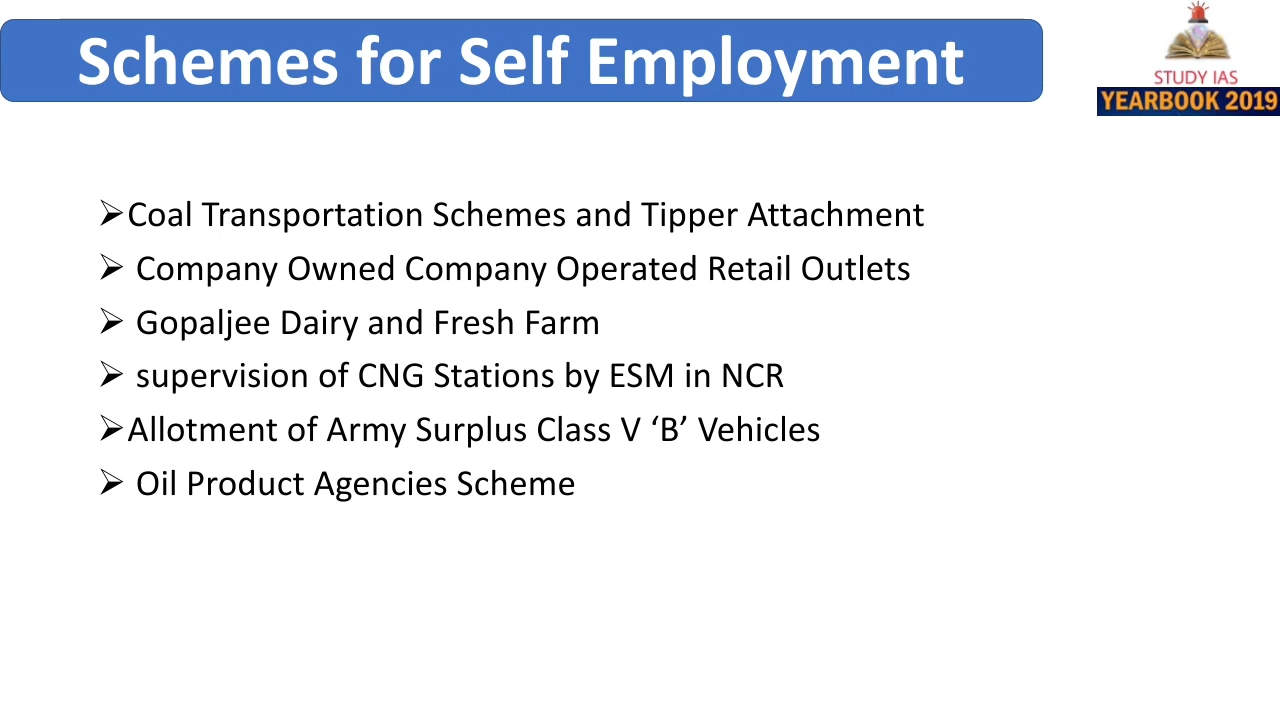 Schemes for Self Employment
STUDY IAS
YEARBOOK 2019
➢Coal Transportation Schemes and Tipper Attachment
➢ Company Owned Company Operated Retail Outlets
➢ Gopaljee Dairy and Fresh Farm
➢ supervision of CNG Stations by ESM in NCR
➢Allotment of Army Surplus Class V ‘B’ Vehicles
➢ Oil Product Agencies Scheme